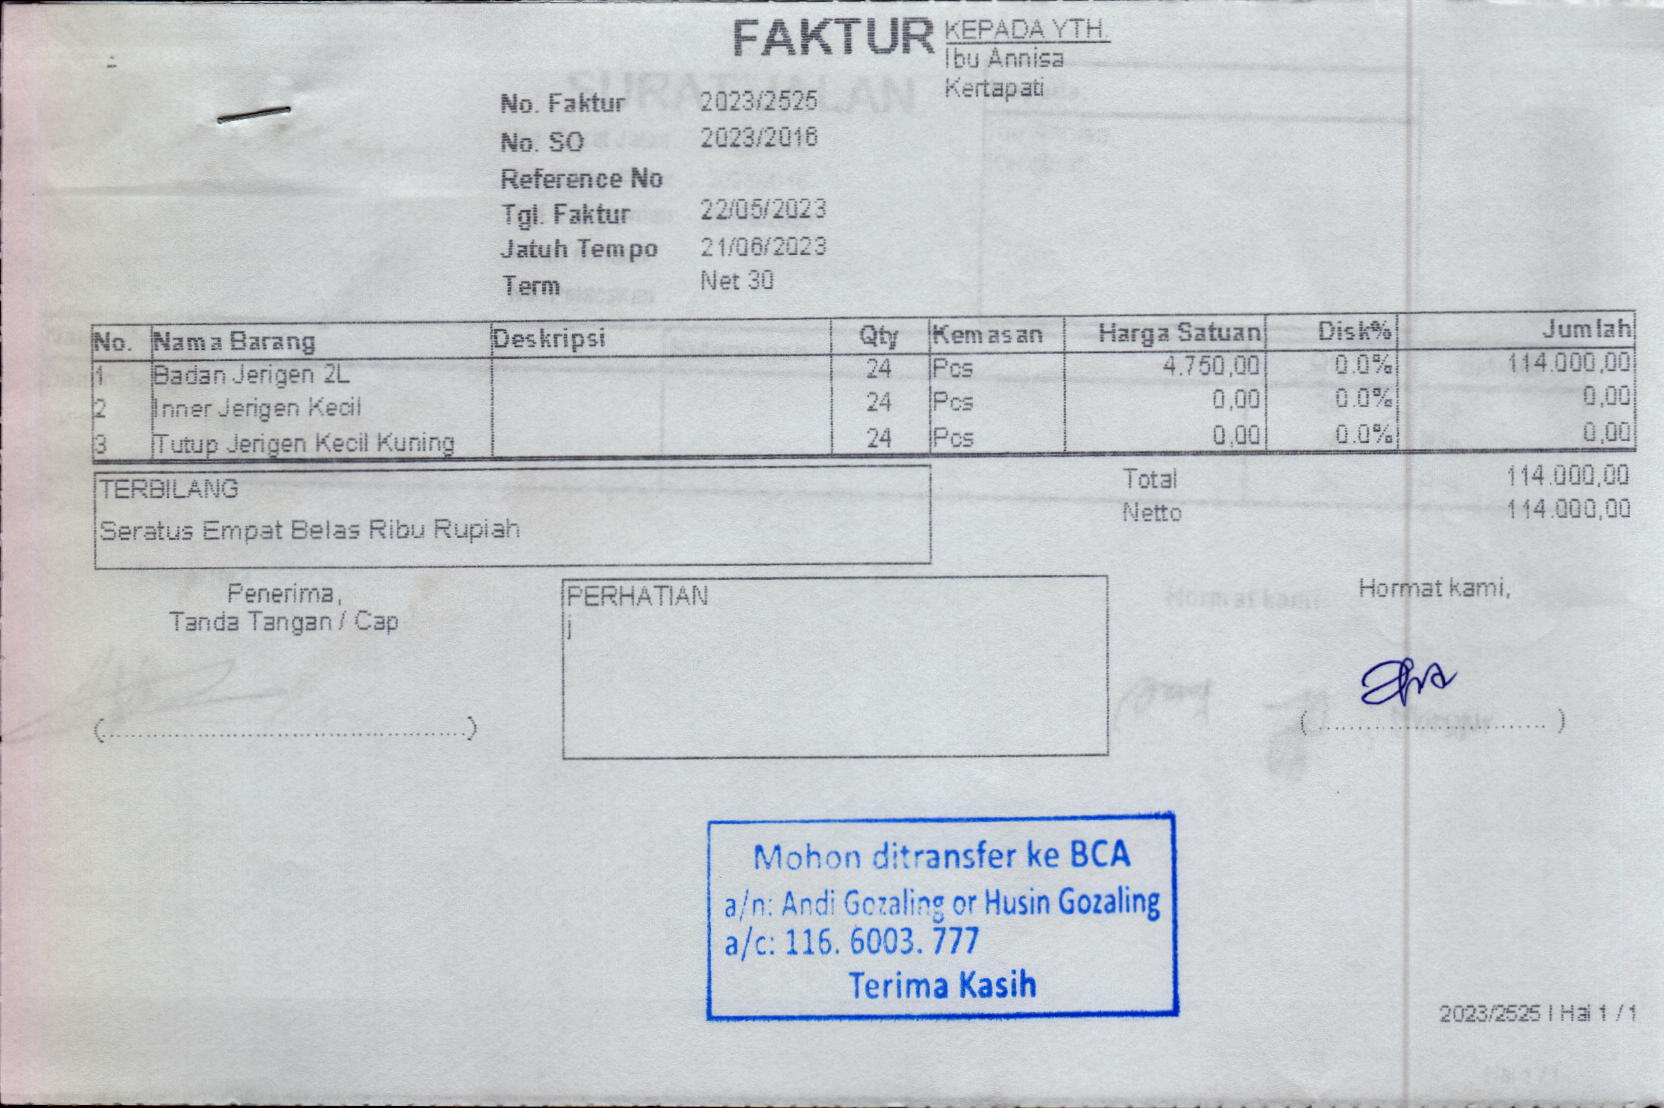 FAKTUR
KEPADA YTH.
Ibu Annisa
Kertapati
No. Faktur 2023/2525
No. SO 2023/2016
Reference No
Tgl. Faktur 22/05/2023
Jatuh Tempo 21/06/2023
Term Net 30
No. Nama Barang Deskripsi Qty Kemasan Harga Satuan Disk% Jumlah
1 Badan Jerigen 2L 24 Pcs 4.750,00 0.0% 114.000,00
2 Inner Jerigen Kecil 24 Pcs 0,00 0.0% 0,00
3 Tutup Jerigen Kecil Kuning 24 Pcs 0,00 0.0% 0,00
TERBILANG
Seratus Empat Belas Ribu Rupiah
Total 114.000,00
Netto 114.000,00
Penerima,
Tanda Tangan / Cap
(..........................................)
PERHATIAN
j
Hormat kami,
( .......................... )
Mohon ditransfer ke BCA
a/n: Andi Gozaling or Husin Gozaling
a/c: 116. 6003. 777
Terima Kasih
2023/2525 | Hal 1 / 1